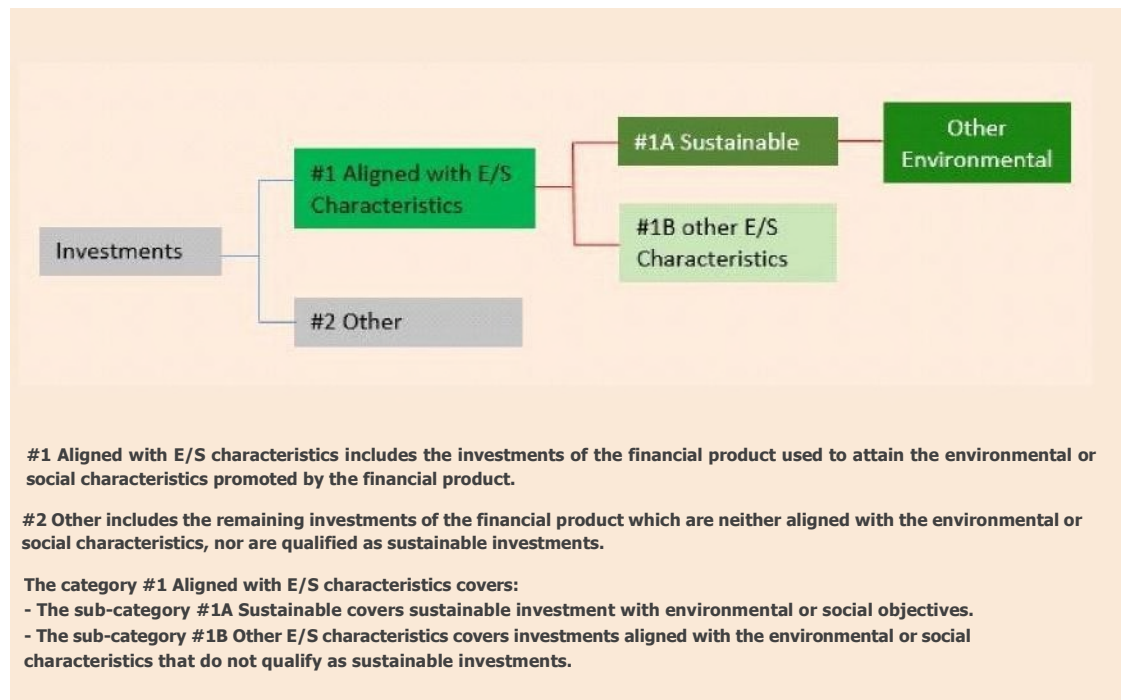 Investments
#1 Aligned with E/S
Characteristics
#2 Other
#1A Sustainable
#1B other E/S
Characteristics
Other
Environmental
#1 Aligned with E/S characteristics includes the investments of the financial product used to attain the environmental or
social characteristics promoted by the financial product.
#2 Other includes the remaining investments of the financial product which are neither aligned with the environmental or
social characteristics, nor are qualified as sustainable investments.
The category #1 Aligned with E/S characteristics covers:
- The sub-category #1A Sustainable covers sustainable investment with environmental or social objectives.
- The sub-category #1B Other E/S characteristics covers investments aligned with the environmental or social
characteristics that do not qualify as sustainable investments.